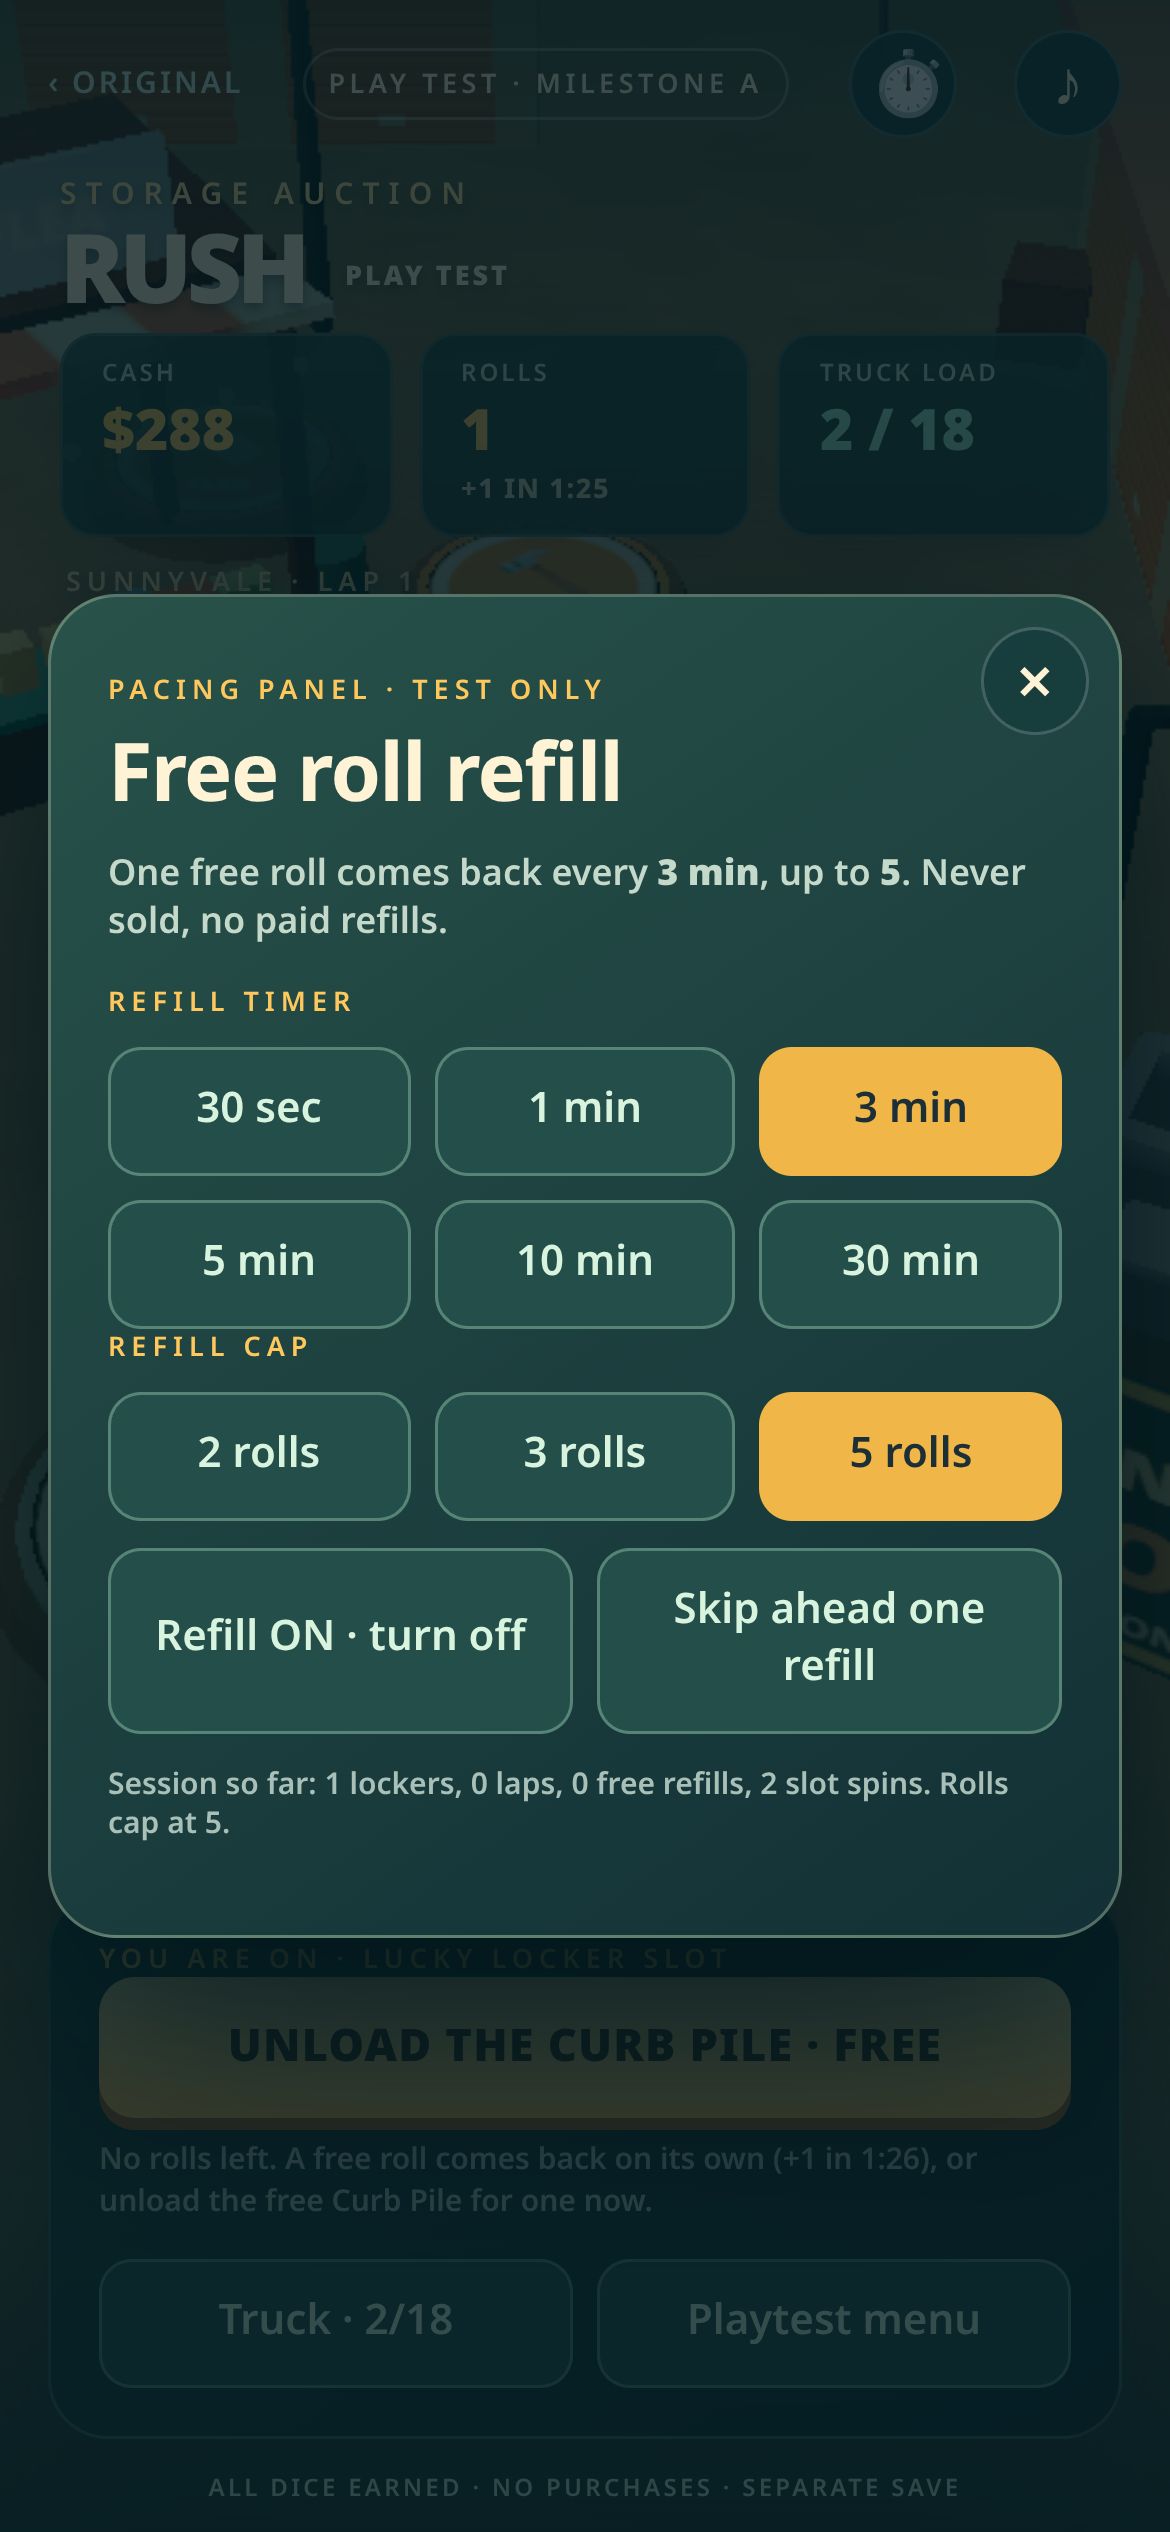 ‹ ORIGINAL
PLAY TEST · MILESTONE A
♪
STORAGE AUCTION
RUSH
PLAY TEST
CASH
ROLLS
TRUCK LOAD
$288
1
2 / 18
+1 IN 1:25
SUNNYVALE · LAP 1
PACING PANEL · TEST ONLY
×
Free roll refill
One free roll comes back every 3 min, up to 5. Never
sold, no paid refills.
REFILL TIMER
30 sec
1 min
3 min
5 min
10 min
30 min
REFILL CAP
2 rolls
3 rolls
5 rolls
Refill ON · turn off
Skip ahead one
refill
Session so far: 1 lockers, 0 laps, 0 free refills, 2 slot spins. Rolls
cap at 5.
YOU ARE ON · LUCKY LOCKER SLOT
UNLOAD THE CURB PILE · FREE
No rolls left. A free roll comes back on its own (+1 in 1:26), or
unload the free Curb Pile for one now.
Truck · 2/18
Playtest menu
ALL DICE EARNED · NO PURCHASES · SEPARATE SAVE